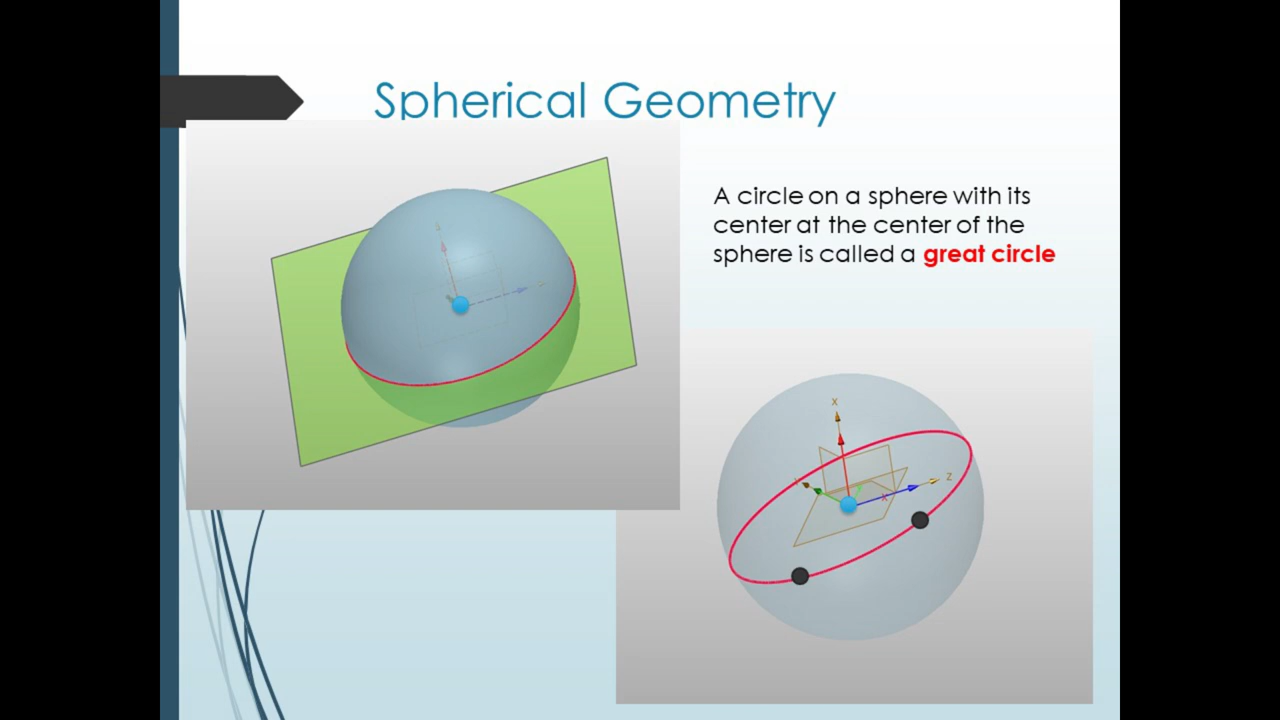 Spherical Geometry
A circle on a sphere with its
center at the center of the
sphere is called a great circle
X
Z
X